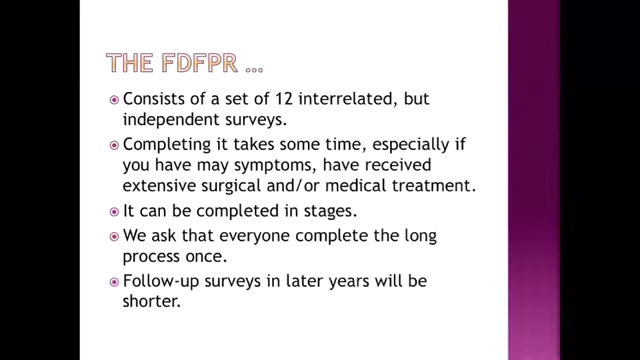 THE FDFPR ...
Consists of a set of 12 interrelated, but
independent surveys.
Completing it takes some time, especially if
you have may symptoms, have received
extensive surgical and/or medical treatment.
It can be completed in stages.
We ask that everyone complete the long
process once.
Follow-up surveys in later years will be
shorter.